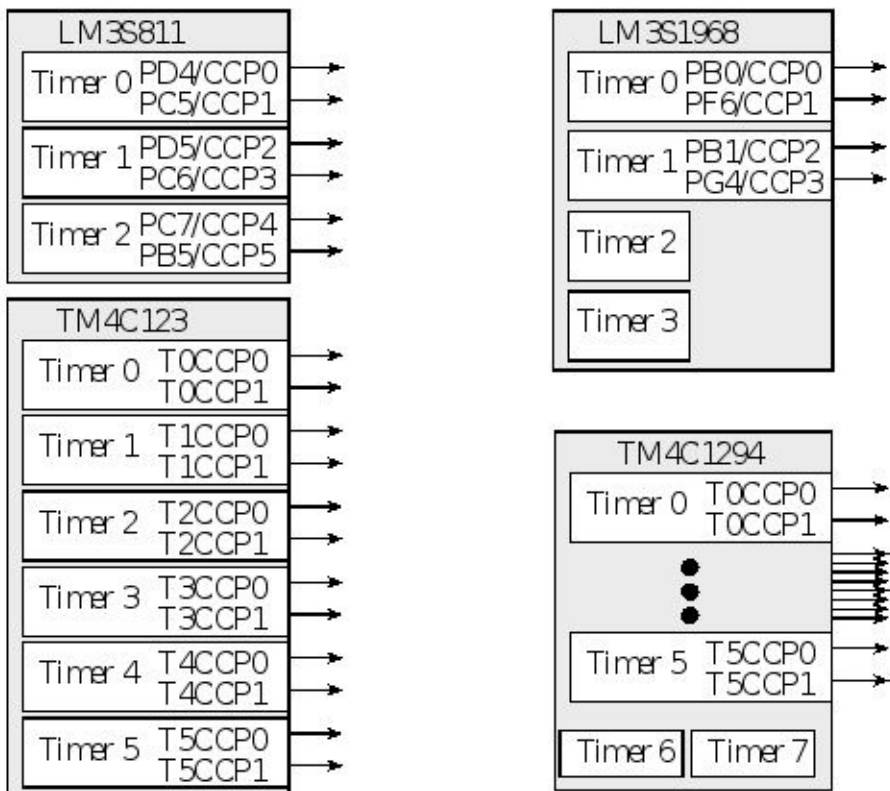 LM3S811
Timer 0 PD4/CCP0
PC5/CCP1
Timer 1 PD5/CCP2
PC6/CCP3
Timer 2 PC7/CCP4
PB5/CCP5
LM3S1968
Timer 0 PB0/CCP0
PF6/CCP1
Timer 1 PB1/CCP2
PG4/CCP3
Timer 2
Timer 3
TM4C123
Timer 0 T0CCP0
T0CCP1
Timer 1 T1CCP0
T1CCP1
Timer 2 T2CCP0
T2CCP1
Timer 3 T3CCP0
T3CCP1
Timer 4 T4CCP0
T4CCP1
Timer 5 T5CCP0
T5CCP1
TM4C1294
Timer 0 T0CCP0
T0CCP1
Timer 5 T5CCP0
T5CCP1
Timer 6 Timer 7